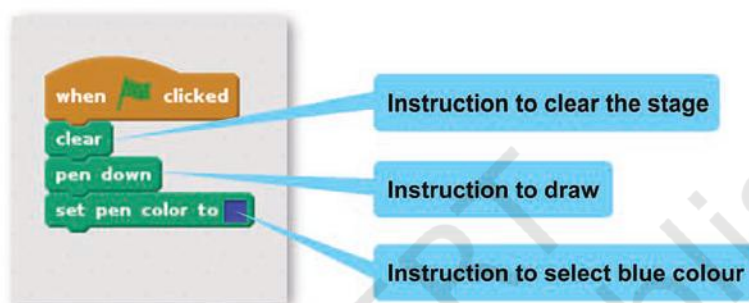 when clicked
clear
pen down
set pen color to
Instruction to clear the stage
Instruction to draw
Instruction to select blue colour